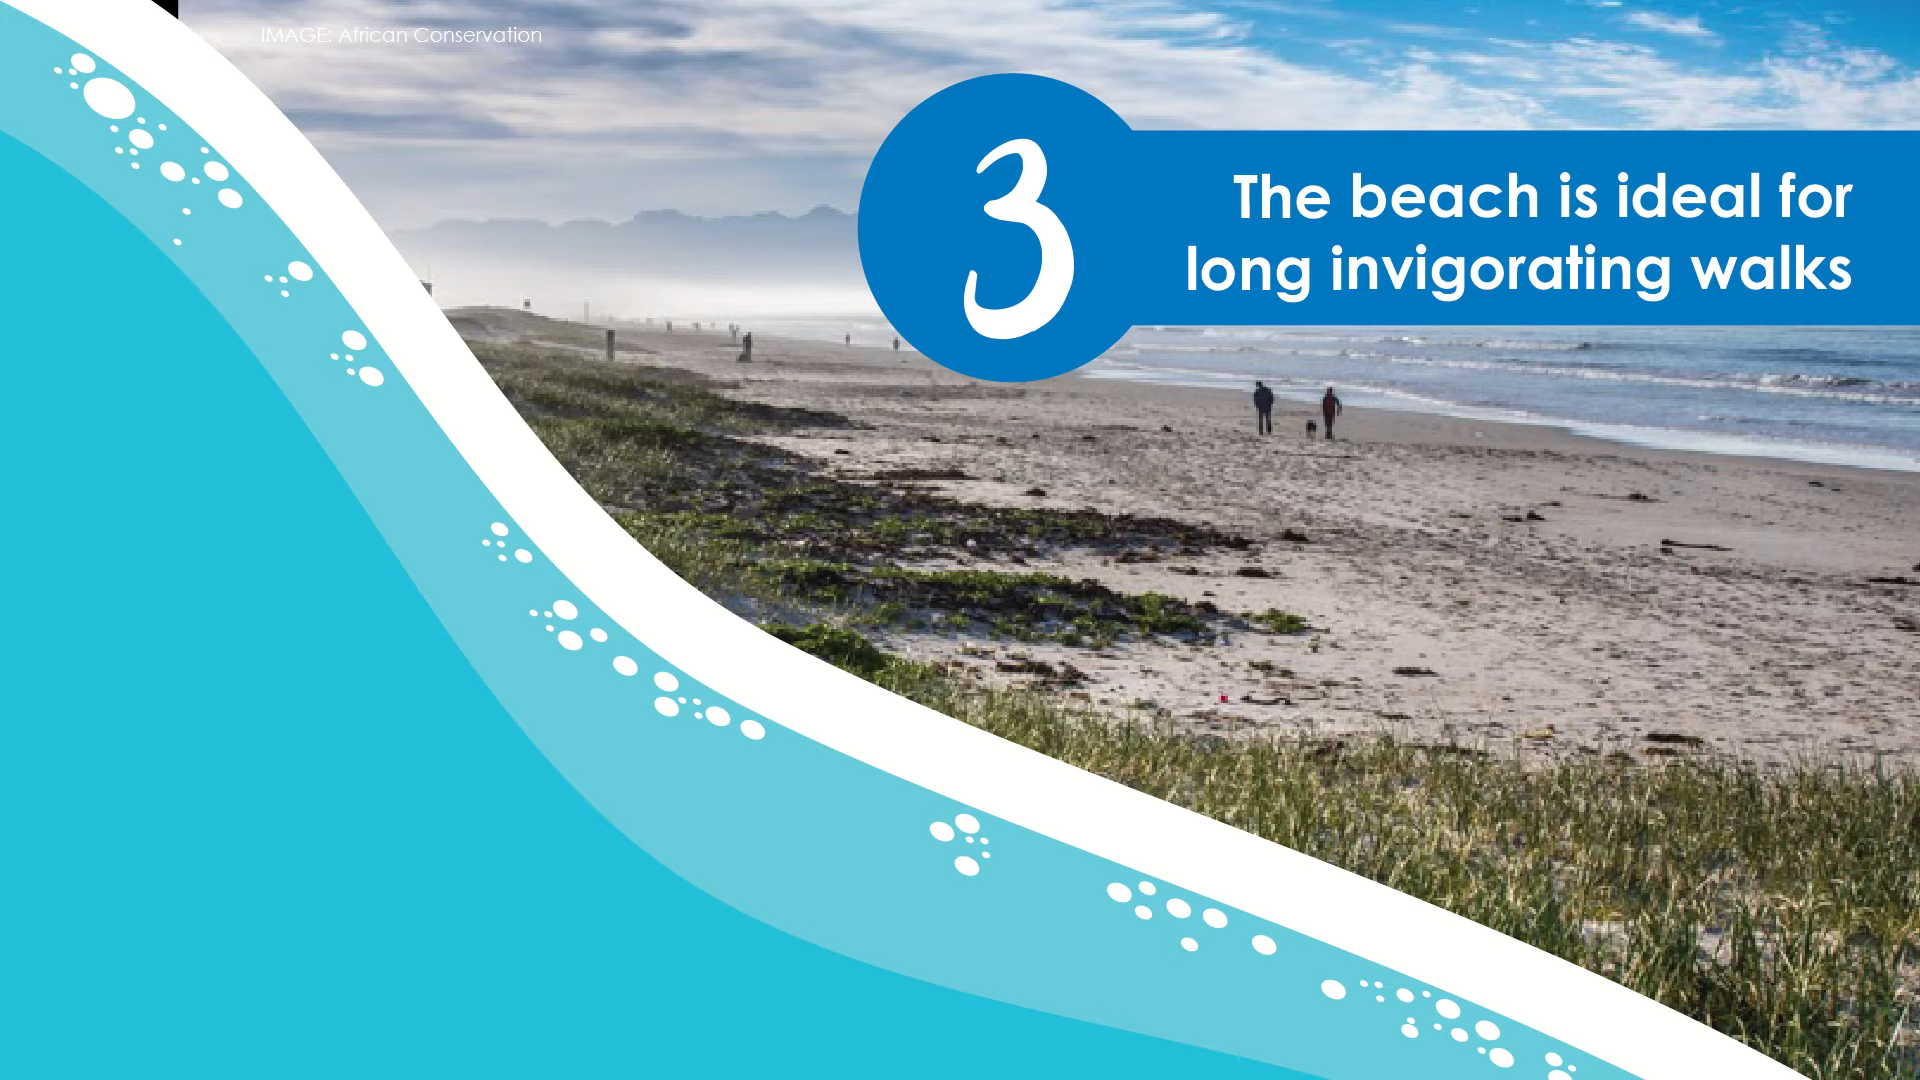 IMAGE: African Conservation
3
The beach is ideal for
long invigorating walks